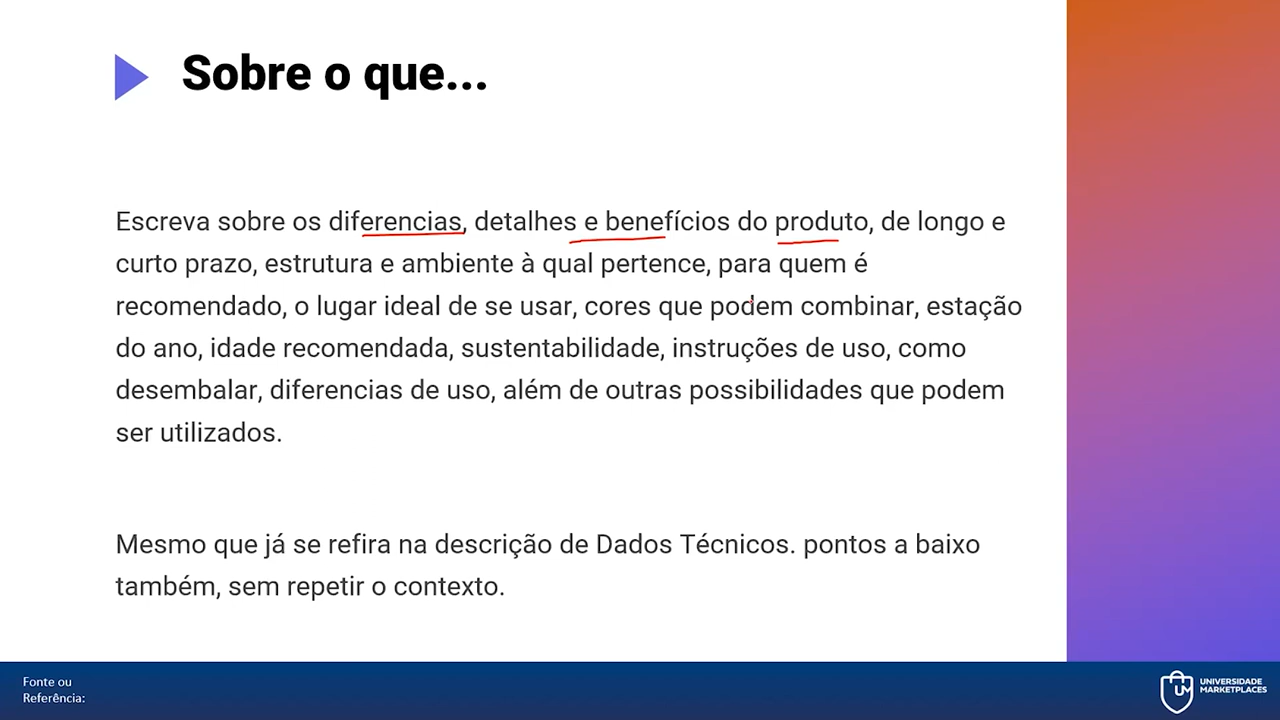 Sobre o que...
Escreva sobre os diferencias, detalhes e benefícios do produto, de longo e
curto prazo, estrutura e ambiente à qual pertence, para quem é
recomendado, o lugar ideal de se usar, cores que podem combinar, estação
do ano, idade recomendada, sustentabilidade, instruções de uso, como
desembalar, diferencias de uso, além de outras possibilidades que podem
ser utilizados.
Mesmo que já se refira na descrição de Dados Técnicos. pontos a baixo
também, sem repetir o contexto.
Fonte ou
Referência:
UM
UNIVERSIDADE
MARKETPLACES